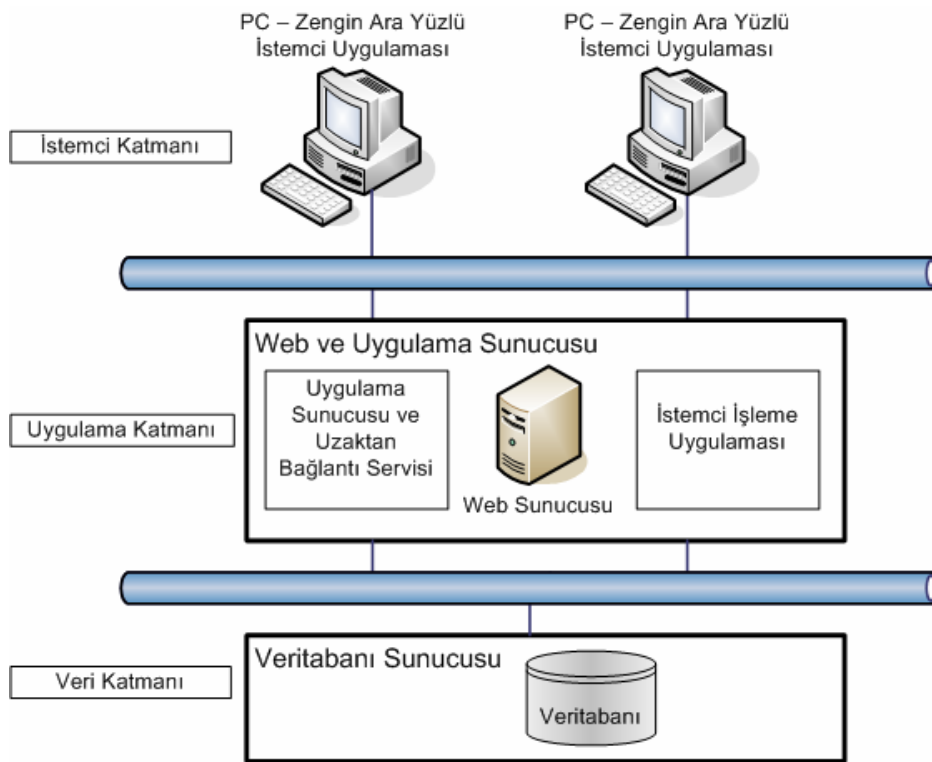 PC – Zengin Ara Yüzlü
İstemci Uygulaması
PC – Zengin Ara Yüzlü
İstemci Uygulaması
İstemci Katmanı
Web ve Uygulama Sunucusu
Uygulama
Sunucusu ve
Uzaktan
Bağlantı Servisi
Web Sunucusu
İstemci İşleme
Uygulaması
Uygulama Katmanı
Veritabanı Sunucusu
Veritabanı
Veri Katmanı